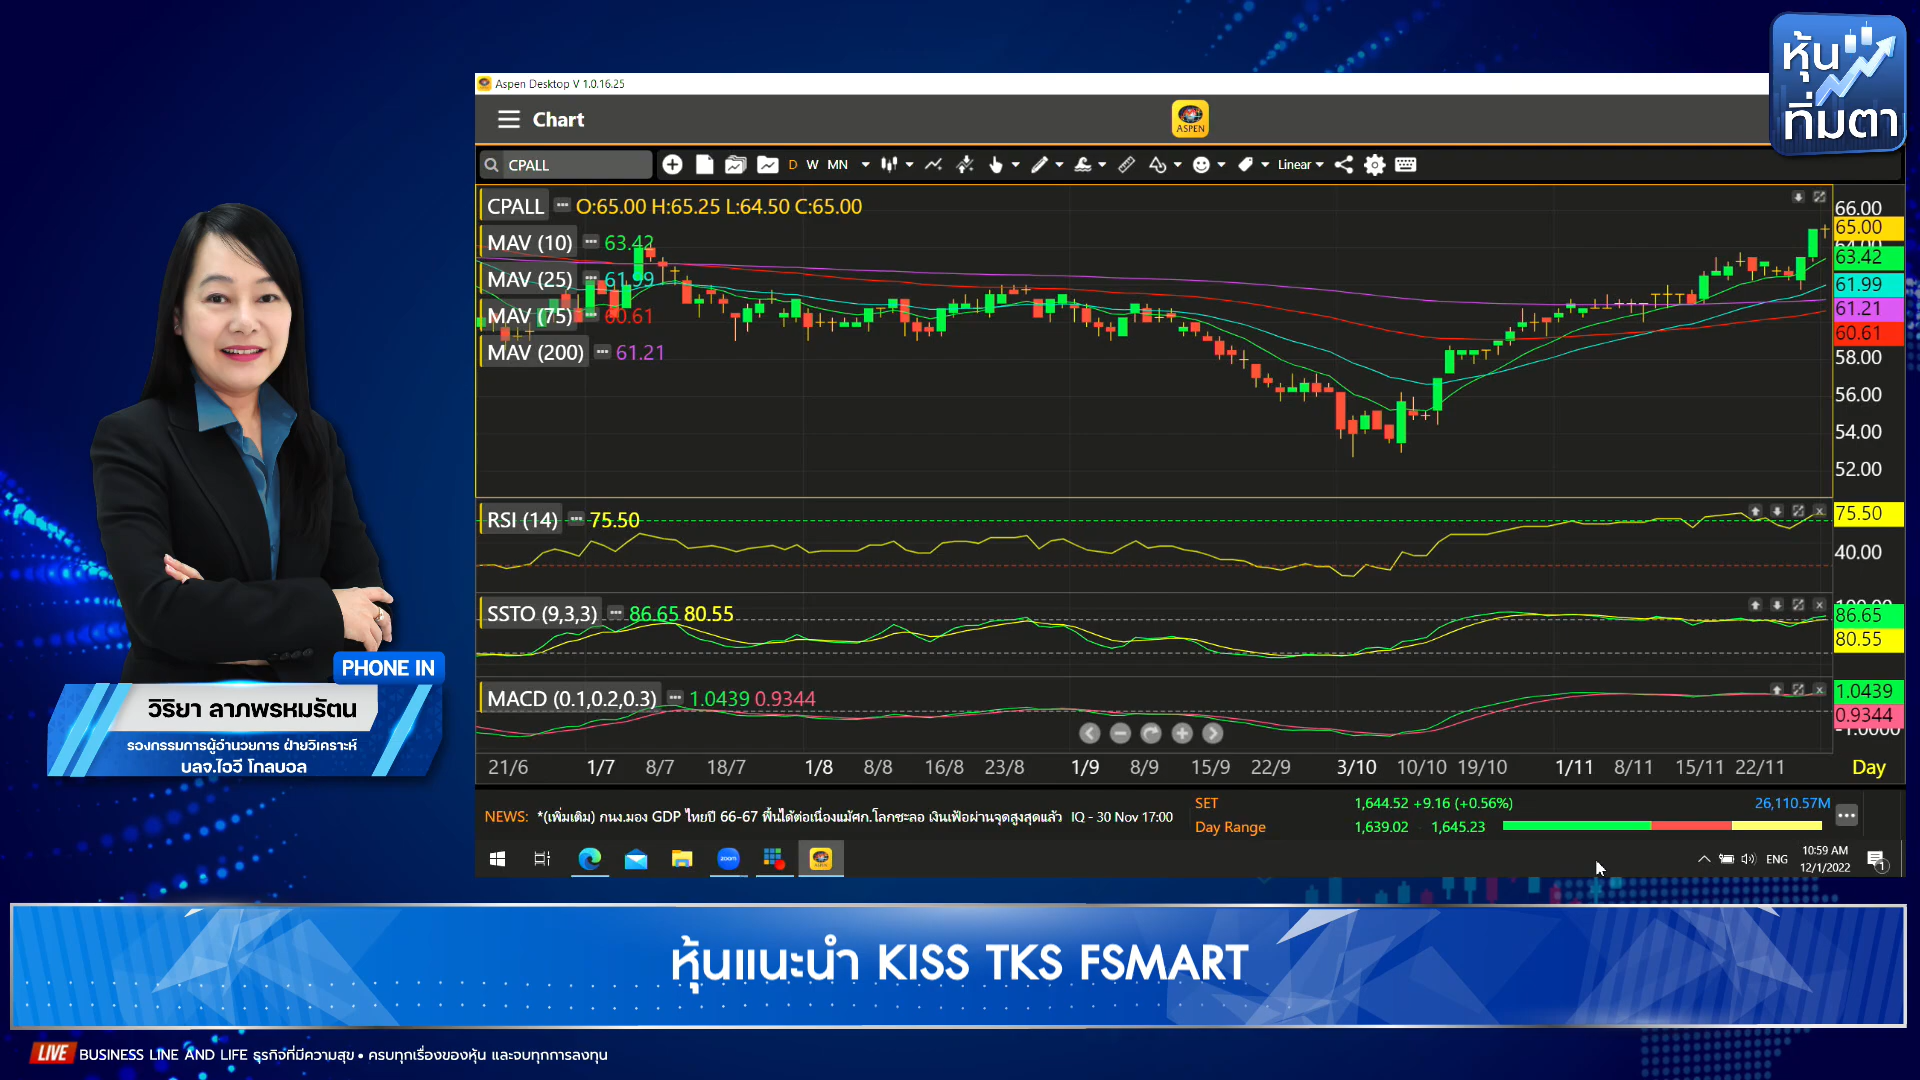 หุ้น
ทิ่มตา
Aspen Desktop V 1.0.16.25
Chart
ASPEN
CPALL
D W MN
Linear
CPALL O:65.00 H:65.25 L:64.50 C:65.00
MAV (10) 63.42
MAV (25) 61.99
MAV (75) 60.61
MAV (200) 61.21
66.00
65.00
64.00
63.42
61.99
61.21
60.61
58.00
56.00
54.00
52.00
RSI (14) 75.50
75.50
40.00
SSTO (9,3,3) 86.65 80.55
100.00
86.65
80.55
MACD (0.1,0.2,0.3) 1.0439 0.9344
1.0439
0.9344
-1.0000
21/6 1/7 8/7 18/7 1/8 8/8 16/8 23/8 1/9 8/9 15/9 22/9 3/10 10/10 19/10 1/11 8/11 15/11 22/11 Day
NEWS: *(เพิ่มเติม) กนง.มอง GDP ไทยปี 66-67 ฟื้นได้ต่อเนื่องแม้ศก.โลกชะลอ เงินเฟ้อผ่านจุดสูงสุดแล้ว IQ - 30 Nov 17:00
SET 1,644.52 +9.16 (+0.56%) 26,110.57M
Day Range 1,639.02 - 1,645.23
zoom
ENG
10:59 AM
12/1/2022
1
PHONE IN
วิริยา ลาภพรหมรัตน
รองกรรมการผู้อำนวยการ ฝ่ายวิเคราะห์
บลจ.ไอวี โกลบอล
หุ้นแนะนำ KISS TKS FSMART
LIVE BUSINESS LINE AND LIFE ธุรกิจที่มีความสุข • ครบทุกเรื่องของหุ้น และจบทุกการลงทุน